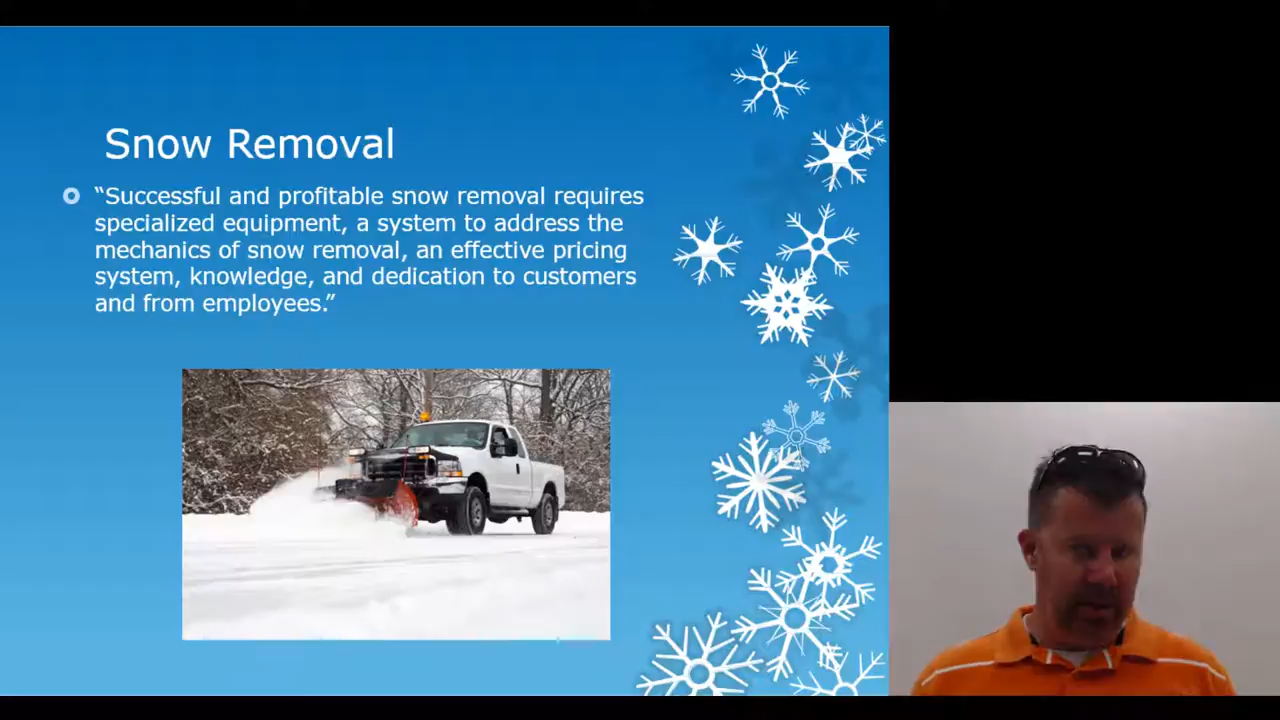 Snow Removal
“Successful and profitable snow removal requires
specialized equipment, a system to address the
mechanics of snow removal, an effective pricing
system, knowledge, and dedication to customers
and from employees.”